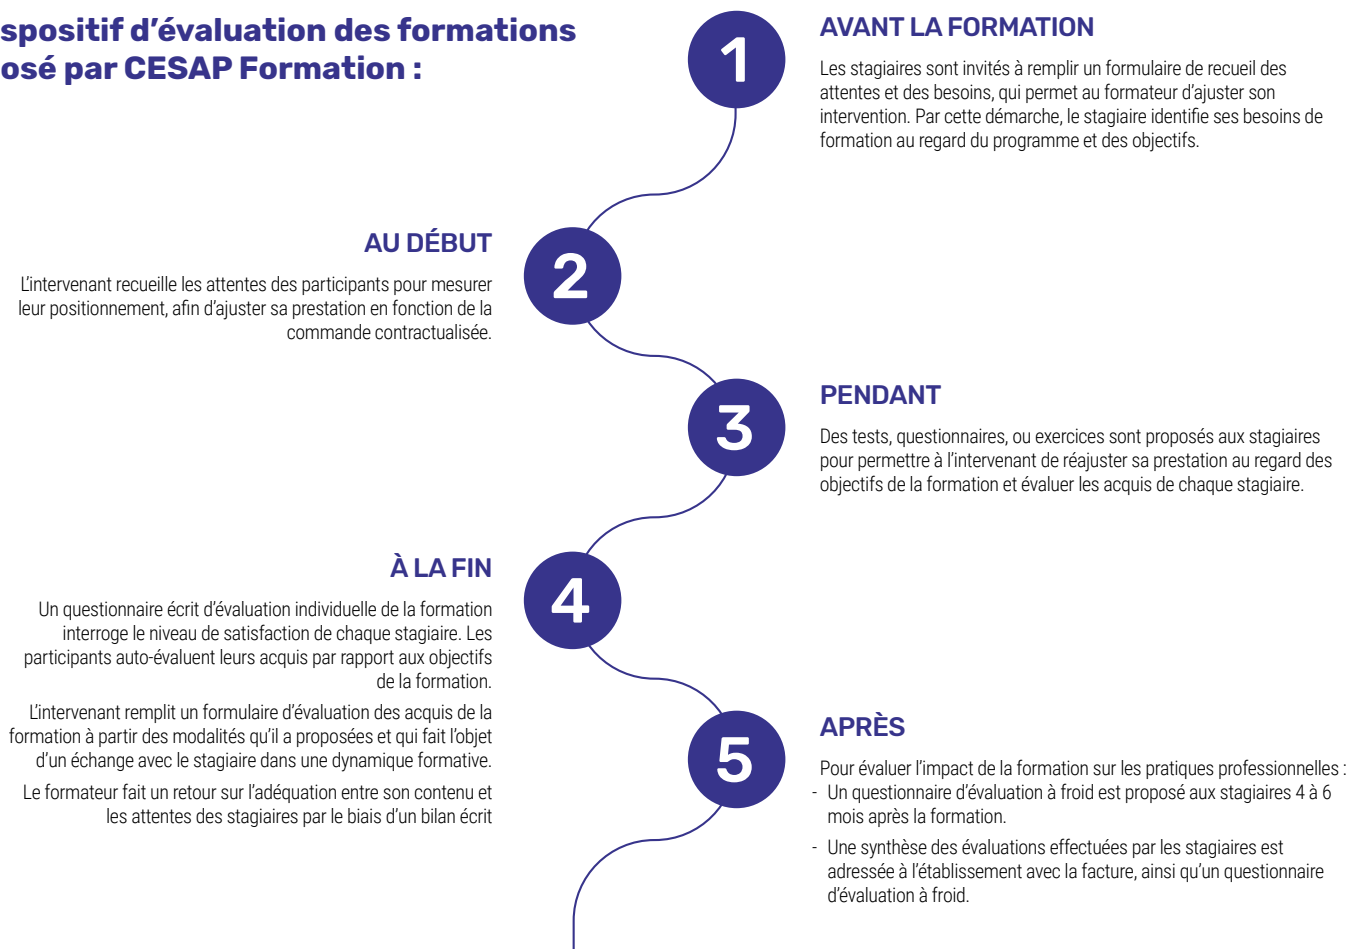 spositif d'évaluation des formations
osé par CESAP Formation :
1
AVANT LA FORMATION
Les stagiaires sont invités à remplir un formulaire de recueil des
attentes et des besoins, qui permet au formateur d'ajuster son
intervention. Par cette démarche, le stagiaire identifie ses besoins de
formation au regard du programme et des objectifs.
AU DÉBUT
2
L'intervenant recueille les attentes des participants pour mesurer
leur positionnement, afin d'ajuster sa prestation en fonction de la
commande contractualisée.
3
PENDANT
Des tests, questionnaires, ou exercices sont proposés aux stagiaires
pour permettre à l'intervenant de réajuster sa prestation au regard des
objectifs de la formation et évaluer les acquis de chaque stagiaire.
À LA FIN
4
Un questionnaire écrit d'évaluation individuelle de la formation
interroge le niveau de satisfaction de chaque stagiaire. Les
participants auto-évaluent leurs acquis par rapport aux objectifs
de la formation.
L'intervenant remplit un formulaire d'évaluation des acquis de la
formation à partir des modalités qu'il a proposées et qui fait l'objet
d'un échange avec le stagiaire dans une dynamique formative.
Le formateur fait un retour sur l'adéquation entre son contenu et
les attentes des stagiaires par le biais d'un bilan écrit
5
APRÈS
Pour évaluer l'impact de la formation sur les pratiques professionnelles :
- Un questionnaire d'évaluation à froid est proposé aux stagiaires 4 à 6
mois après la formation.
- Une synthèse des évaluations effectuées par les stagiaires est
adressée à l'établissement avec la facture, ainsi qu'un questionnaire
d'évaluation à froid.